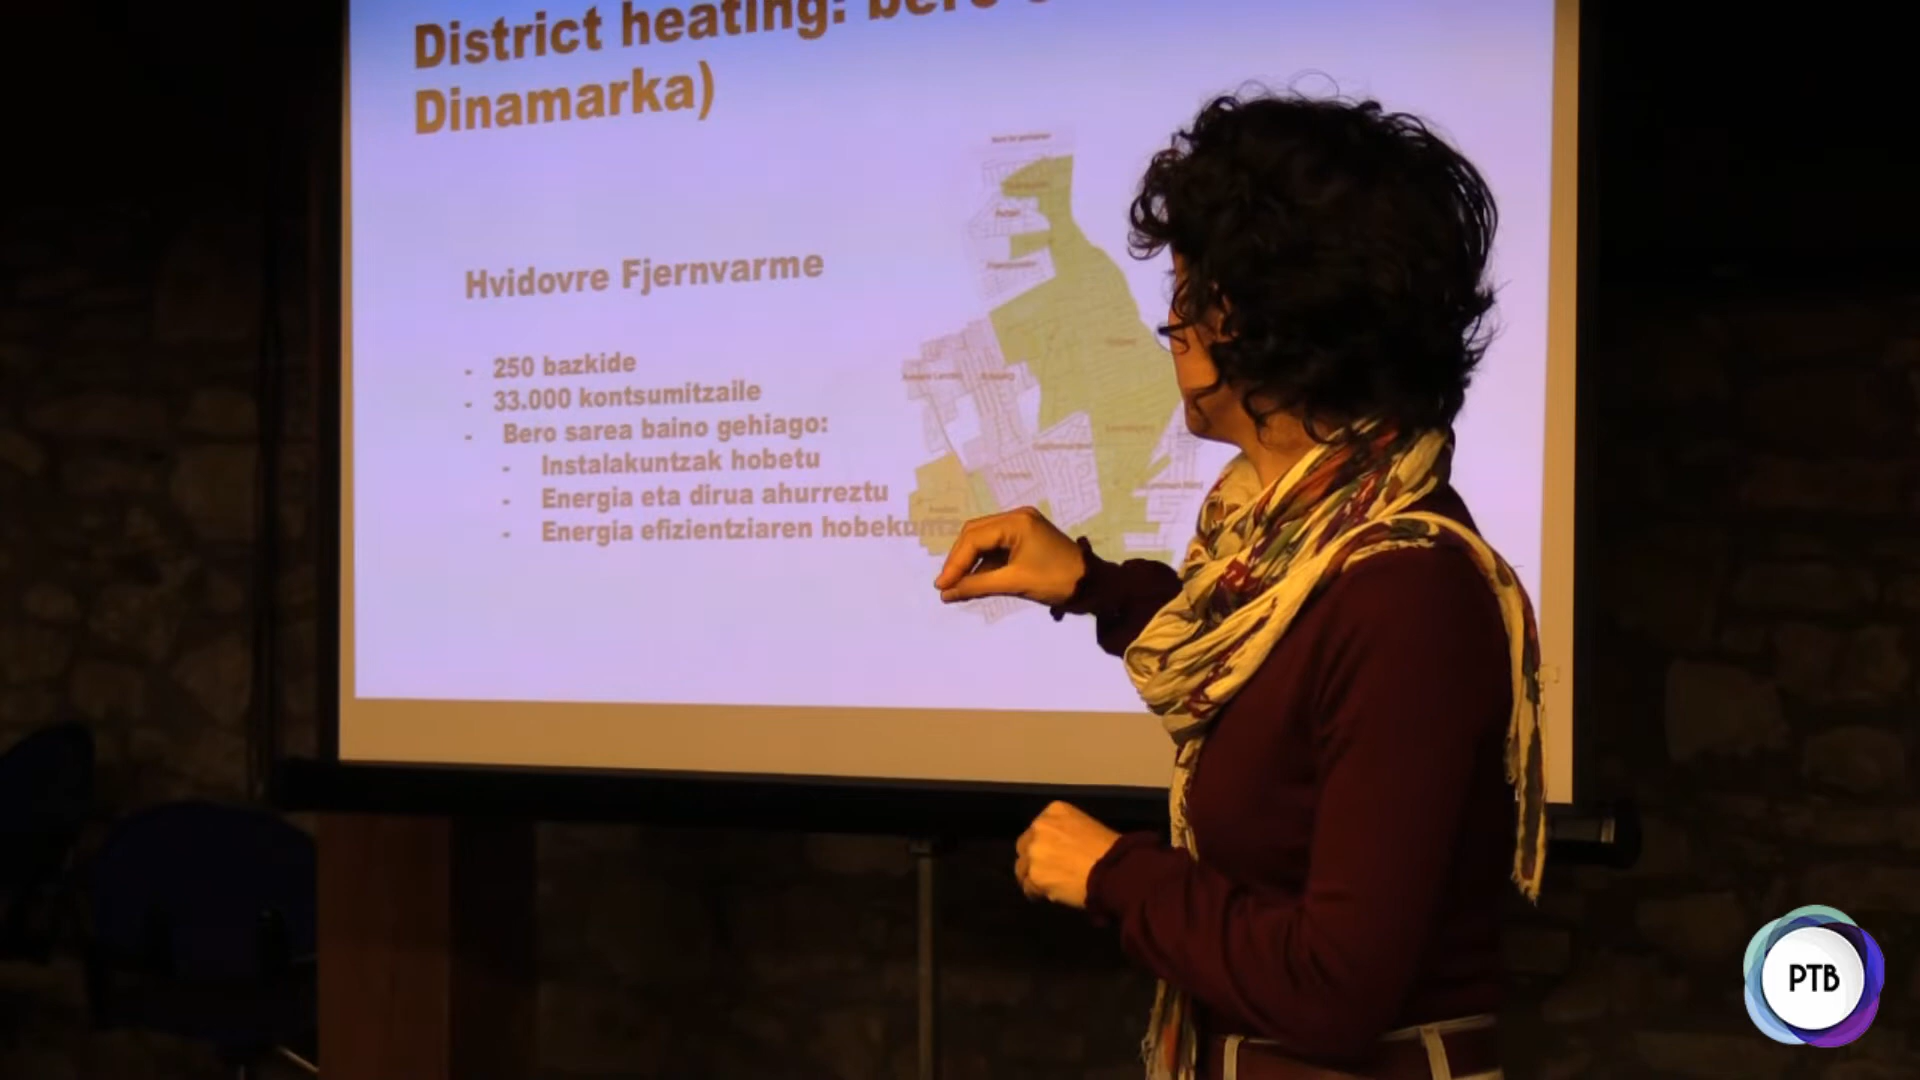 District heating: bero
Dinamarka)
Hvidovre Fjernvarme
- 250 bazkide
- 33.000 kontsumitzaile
- Bero sarea baino gehiago:
- Instalakuntzak hobetu
- Energia eta dirua ahurreztu
- Energia efizientziaren
PTB